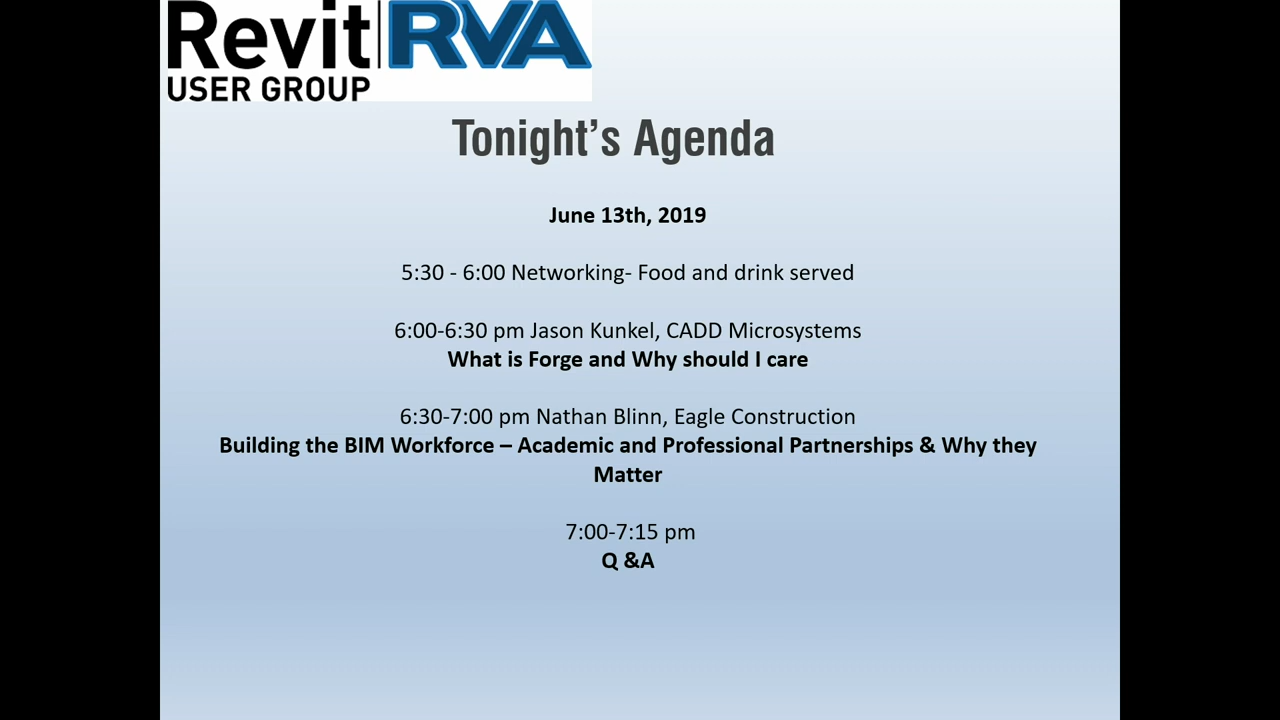 Revit RVA
USER GROUP
Tonight’s Agenda
June 13th, 2019
5:30 - 6:00 Networking- Food and drink served
6:00-6:30 pm Jason Kunkel, CADD Microsystems
What is Forge and Why should I care
6:30-7:00 pm Nathan Blinn, Eagle Construction
Building the BIM Workforce – Academic and Professional Partnerships & Why they
Matter
7:00-7:15 pm
Q &A